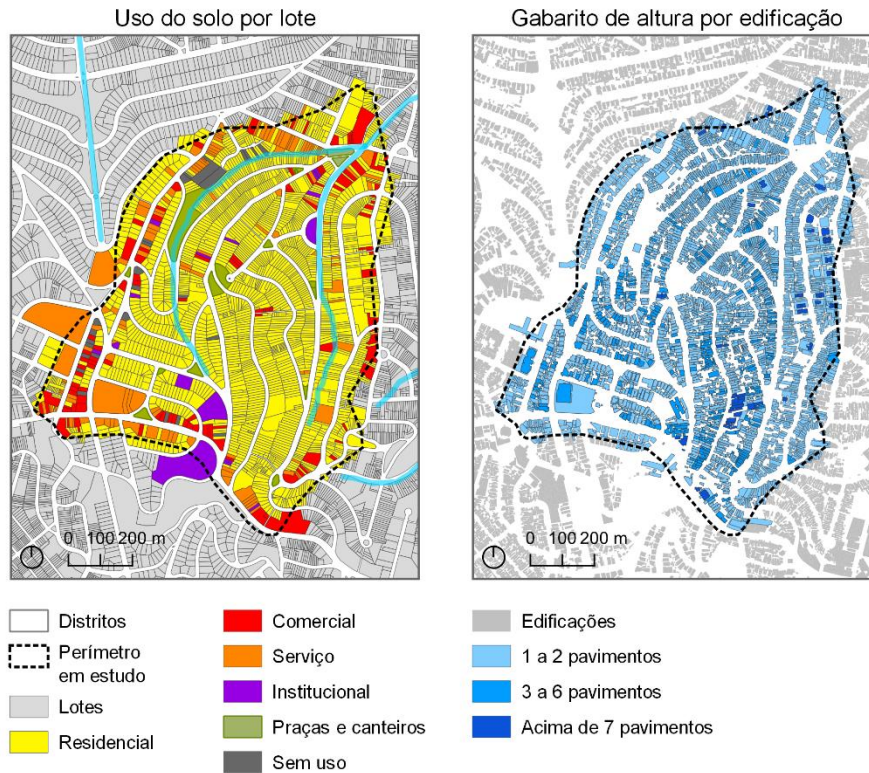 Uso do solo por lote
Gabarito de altura por edificação
0 100 200 m
0 100 200 m
Distritos
Perímetro
em estudo
Lotes
Residencial
Comercial
Serviço
Institucional
Praças e canteiros
Sem uso
Edificações
1 a 2 pavimentos
3 a 6 pavimentos
Acima de 7 pavimentos